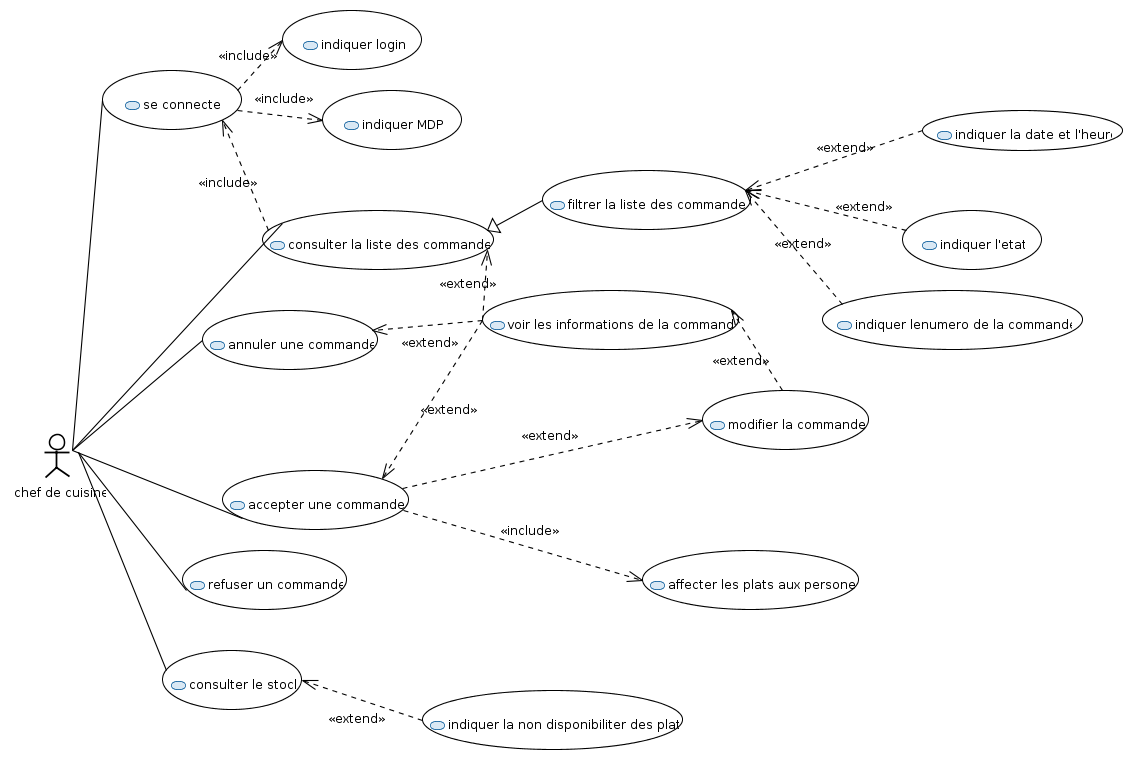 indiquer login
«include»
se connecte
«include»
indiquer MDP
indiquer la date et l'heure
«extend»
«include»
filtrer la liste des commande
«extend»
consulter la liste des commande
«extend»
indiquer l'etat
«extend»
voir les informations de la command
indiquer lenumero de la commande
annuler une commande
«extend»
«extend»
«extend»
modifier la commande
«extend»
chef de cuisine
accepter une commande
«include»
refuser un commande
affecter les plats aux persone
consulter le stock
«extend»
indiquer la non disponibiliter des plat